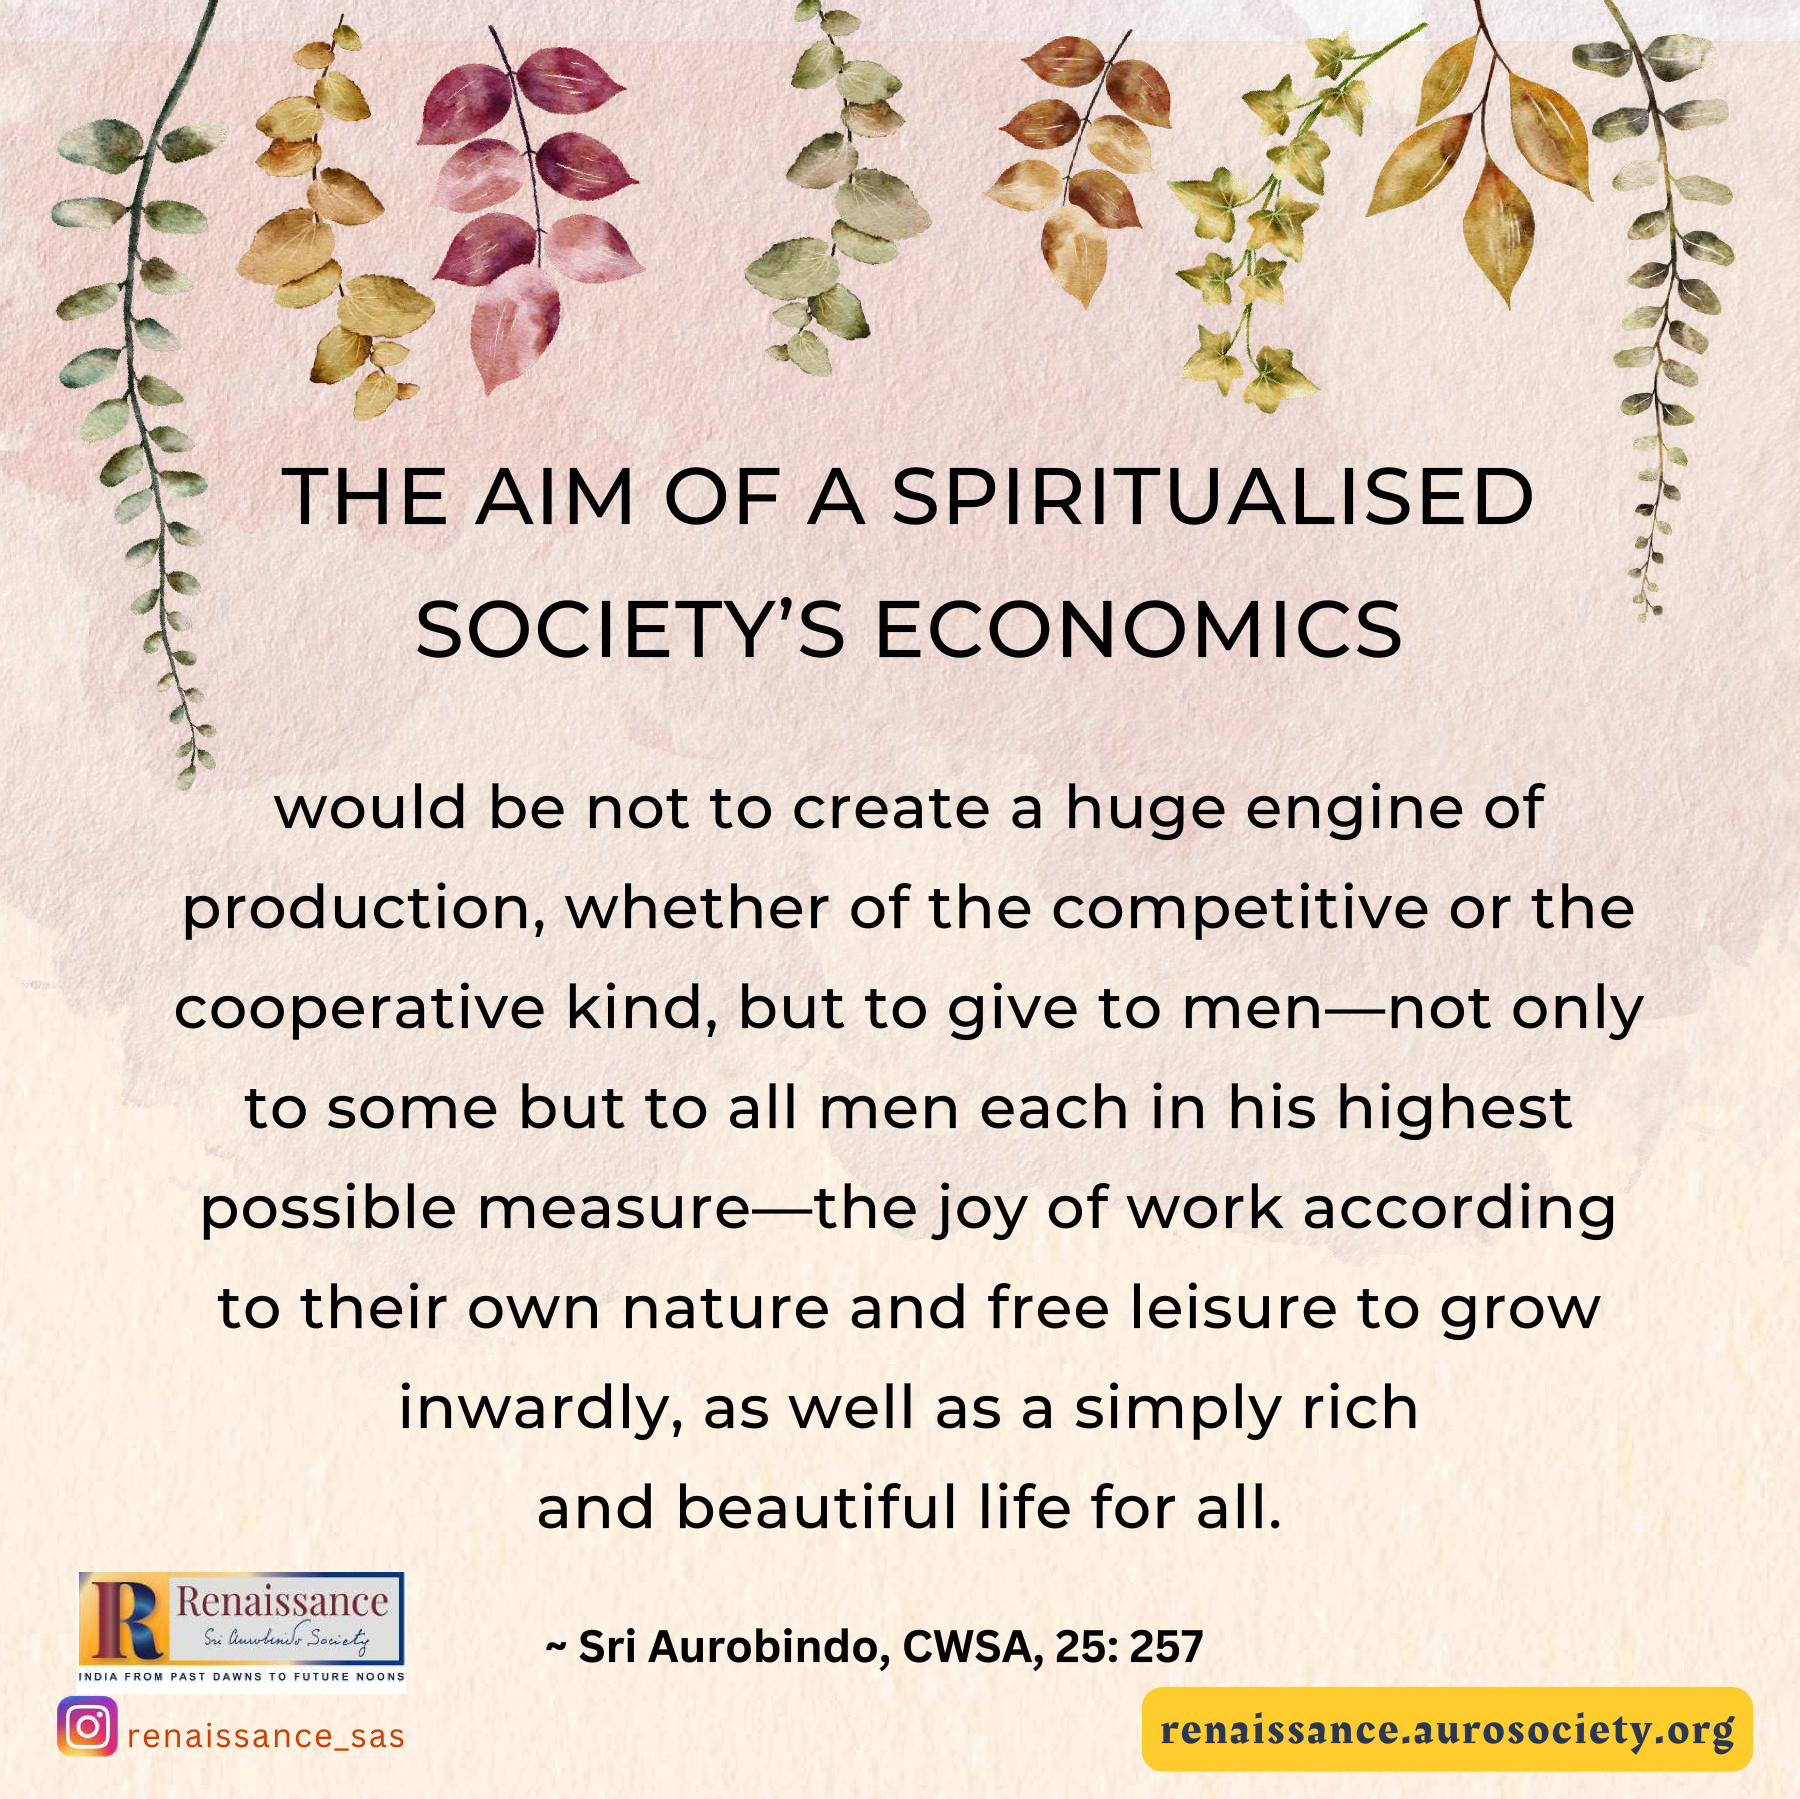 THE AIM OF A SPIRITUALISED
SOCIETY’S ECONOMICS
would be not to create a huge engine of
production, whether of the competitive or the
cooperative kind, but to give to men—not only
to some but to all men each in his highest
possible measure—the joy of work according
to their own nature and free leisure to grow
inwardly, as well as a simply rich
and beautiful life for all.
~ Sri Aurobindo, CWSA, 25: 257
R Renaissance
Sri Aurobindo Society
INDIA FROM PAST DAWNS TO FUTURE NOONS
renaissance_sas
renaissance.aurosociety.org